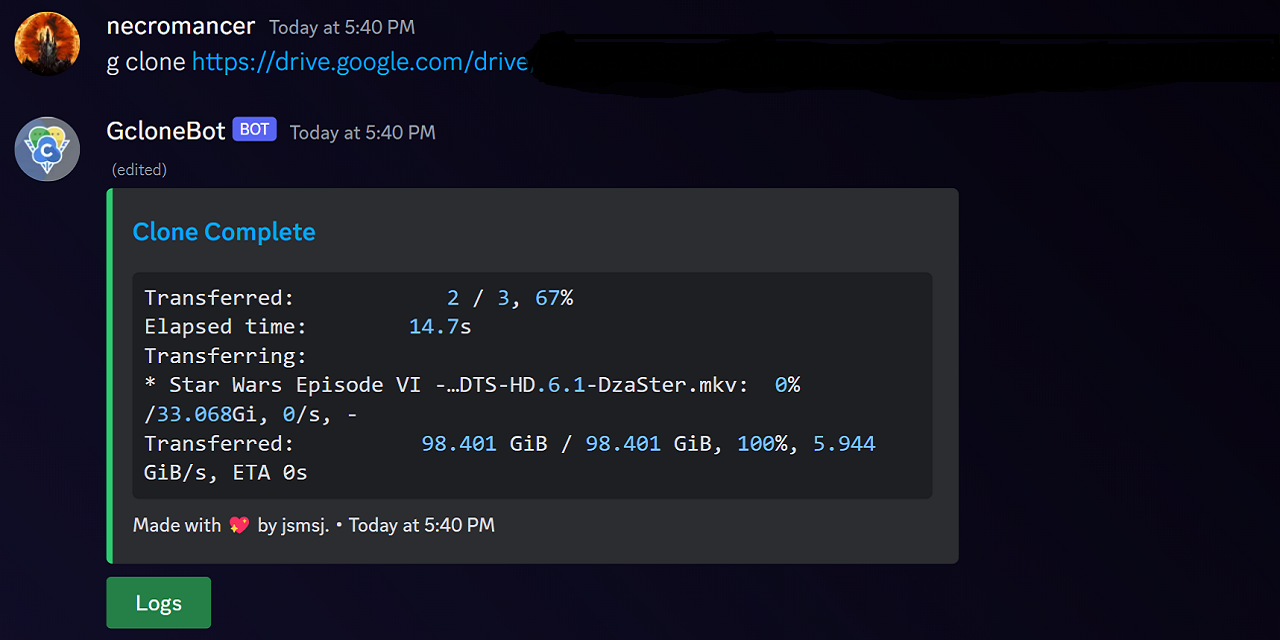 necromancer Today at 5:40 PM
g clone https://drive.google.com/drive
GcloneBot BOT Today at 5:40 PM
(edited)
Clone Complete
Transferred: 2 / 3, 67%
Elapsed time: 14.7s
Transferring:
* Star Wars Episode VI -…DTS-HD.6.1-DzaSter.mkv: 0%
/33.068Gi, 0/s, -
Transferred: 98.401 GiB / 98.401 GiB, 100%, 5.944
GiB/s, ETA 0s
Made with 💖 by jsmsj. • Today at 5:40 PM
Logs